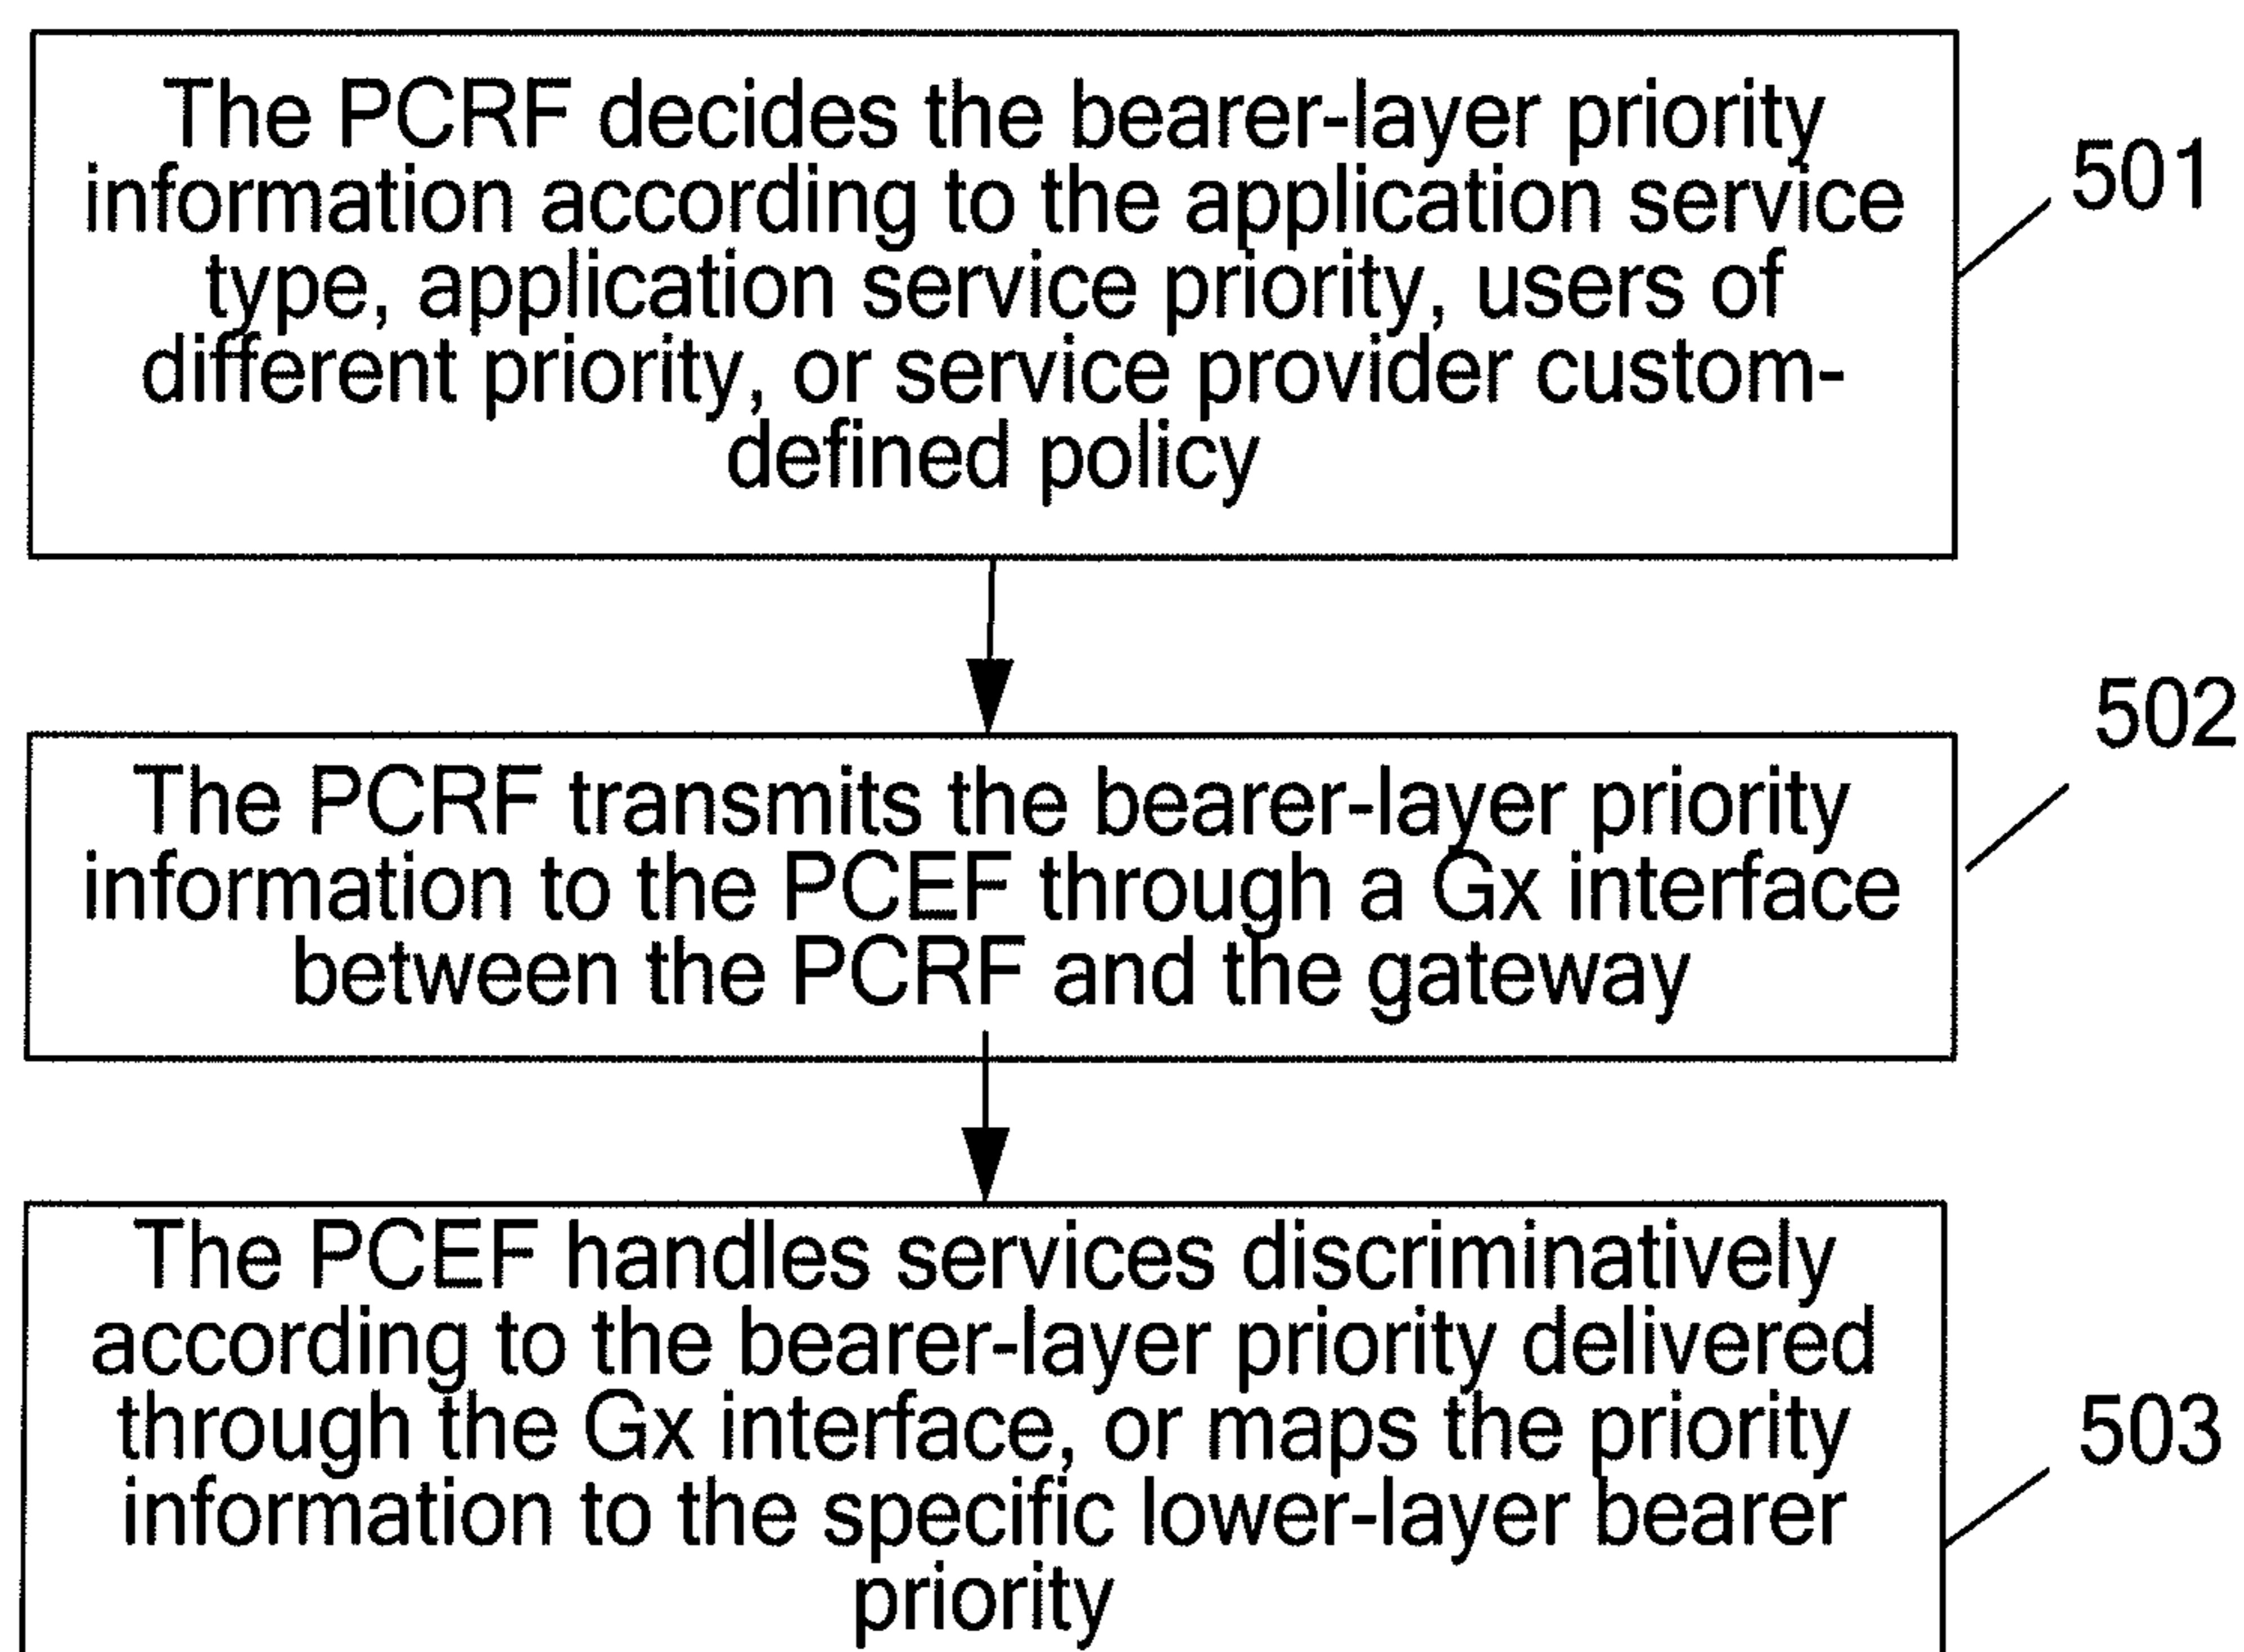 The PCRF decides the bearer-layer priority
information according to the application service
type, application service priority, users of
different priority, or service provider custom-
defined policy
501
The PCRF transmits the bearer-layer priority
information to the PCEF through a Gx interface
between the PCRF and the gateway
502
The PCEF handles services discriminatively
according to the bearer-layer priority delivered
through the Gx interface, or maps the priority
information to the specific lower-layer bearer
priority
503